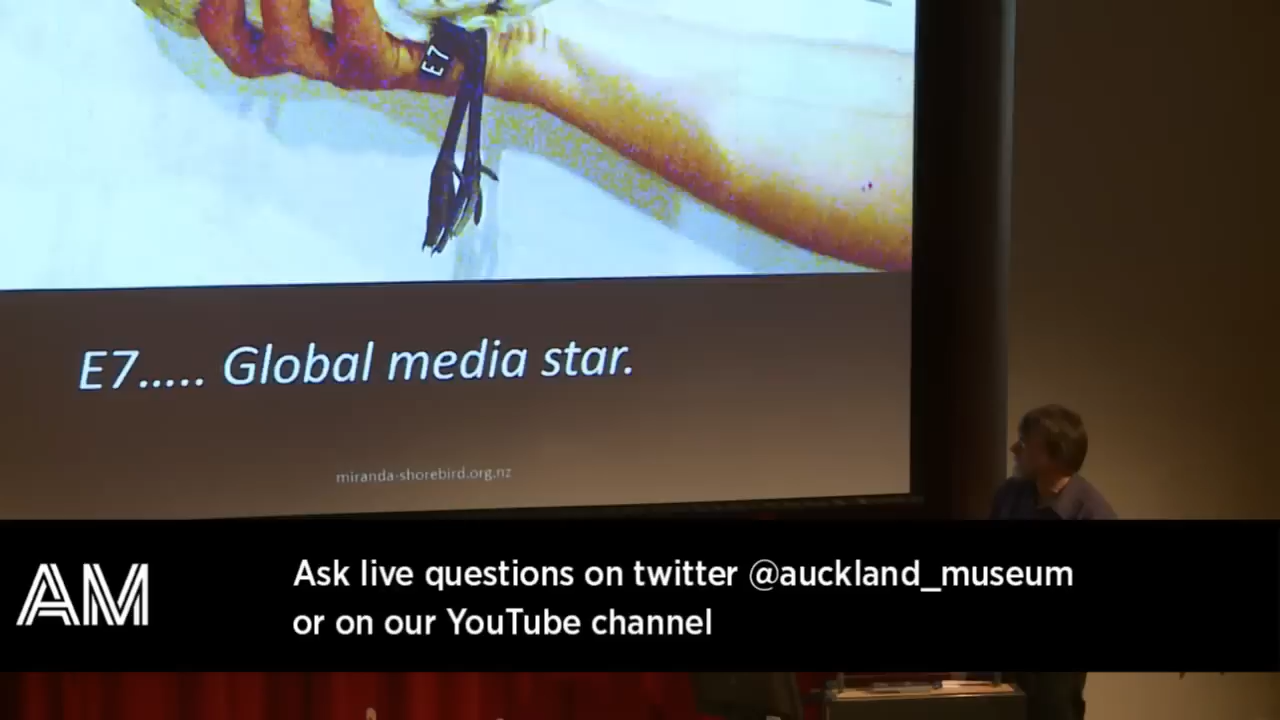 E7
E7..... Global media star.
miranda-shorebird.org.nz
AM
Ask live questions on twitter @auckland_museum
or on our YouTube channel